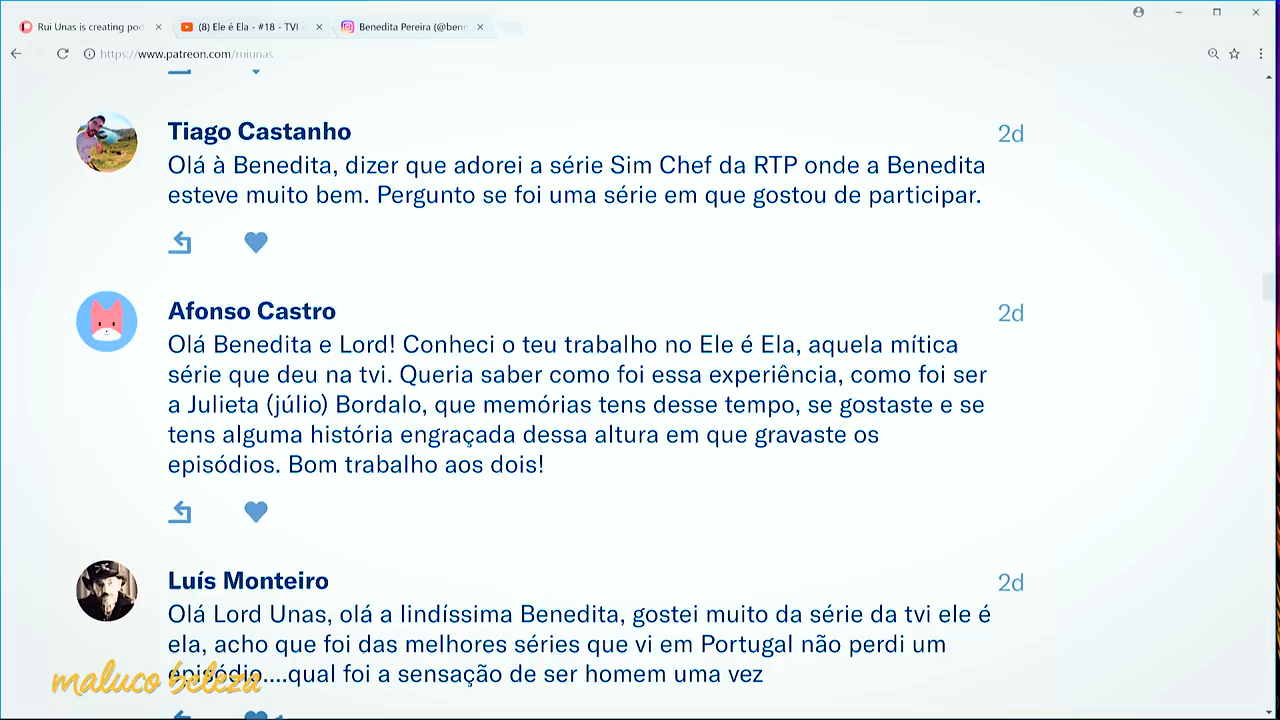 Rui Unas is creating pod
(8) Ele é Ela - #18 - TVI -
Benedita Pereira (@benn
https://www.patreon.com/ruiunas
Tiago Castanho
2d
Olá à Benedita, dizer que adorei a série Sim Chef da RTP onde a Benedita
esteve muito bem. Pergunto se foi uma série em que gostou de participar.
Afonso Castro
2d
Olá Benedita e Lord! Conheci o teu trabalho no Ele é Ela, aquela mítica
série que deu na tvi. Queria saber como foi essa experiência, como foi ser
a Julieta (júlio) Bordalo, que memórias tens desse tempo, se gostaste e se
tens alguma história engraçada dessa altura em que gravaste os
episódios. Bom trabalho aos dois!
Luís Monteiro
2d
Olá Lord Unas, olá a lindíssima Benedita, gostei muito da série da tvi ele é
ela, acho que foi das melhores séries que vi em Portugal não perdi um
episódio....qual foi a sensação de ser homem uma vez
maluco beleza